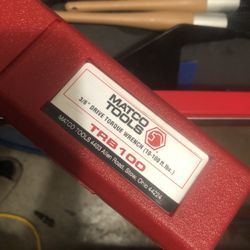 MATCO
TOOLS
3/8" DRIVE TORQUE WRENCH (10-100 ft. lbs.)
TRB100
MATCO TOOLS 4403 Allen Road, Stow, Ohio 44224